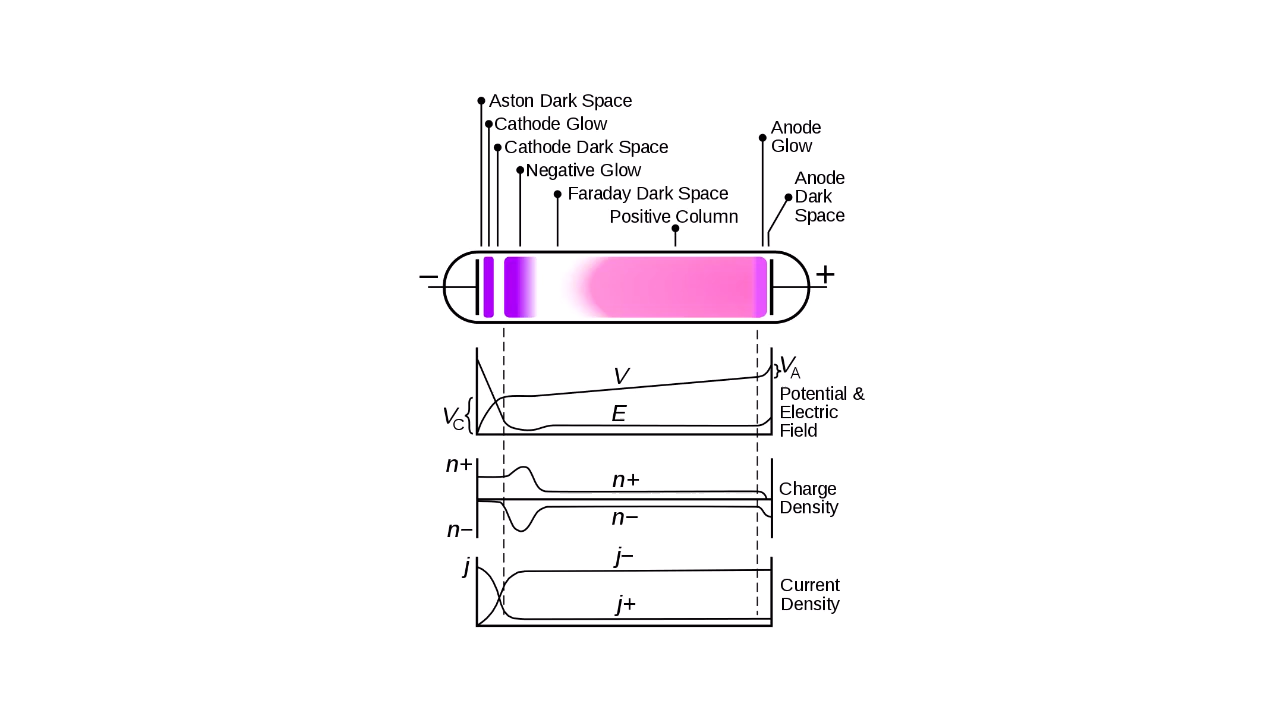 Aston Dark Space
Cathode Glow
Cathode Dark Space
Negative Glow
Faraday Dark Space
Positive Column
Anode
Glow
Anode
Dark
Space
−
+
V
VA
E
VC
Potential &
Electric
Field
n+
n+
n−
n−
Charge
Density
j
j−
j+
Current
Density